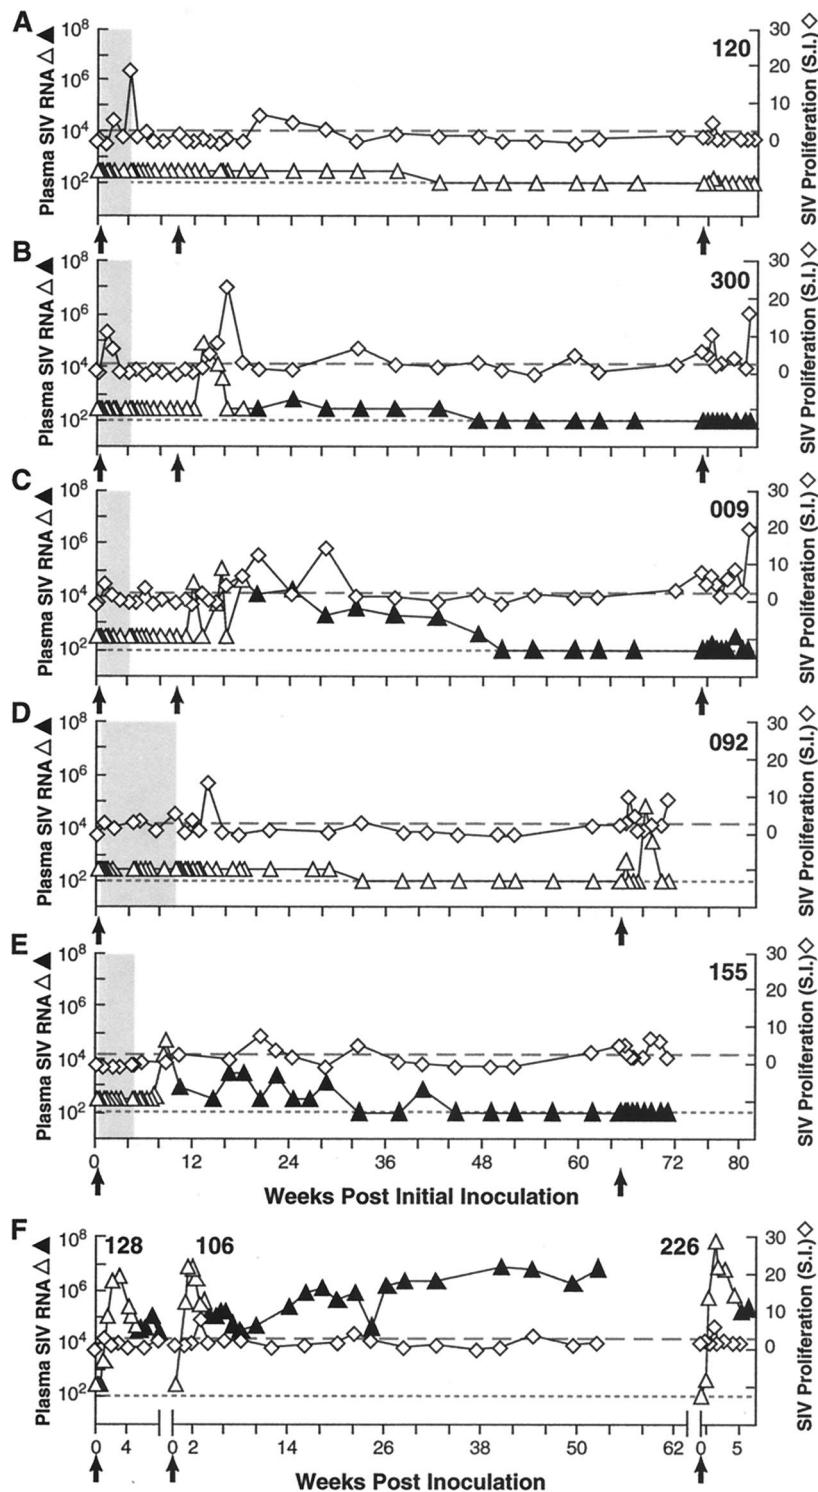 A
Plasma SIV RNA △ ▲
10⁸
10⁶
10⁴
10²
120
30
20
10
0
SIV Proliferation (S.I.) ◇
B
Plasma SIV RNA △ ▲
10⁸
10⁶
10⁴
10²
300
30
20
10
0
SIV Proliferation (S.I.) ◇
C
Plasma SIV RNA △ ▲
10⁸
10⁶
10⁴
10²
009
30
20
10
0
SIV Proliferation (S.I.) ◇
D
Plasma SIV RNA △ ▲
10⁸
10⁶
10⁴
10²
092
30
20
10
0
SIV Proliferation (S.I.) ◇
E
Plasma SIV RNA △ ▲
10⁸
10⁶
10⁴
10²
155
30
20
10
0
SIV Proliferation (S.I.) ◇
0 12 24 36 48 60 72 80
Weeks Post Initial Inoculation
F
Plasma SIV RNA △ ▲
10⁸
10⁶
10⁴
10²
128 106 226
30
20
10
0
SIV Proliferation (S.I.) ◇
0 4 0 2 14 26 38 50 62 0 5
Weeks Post Inoculation